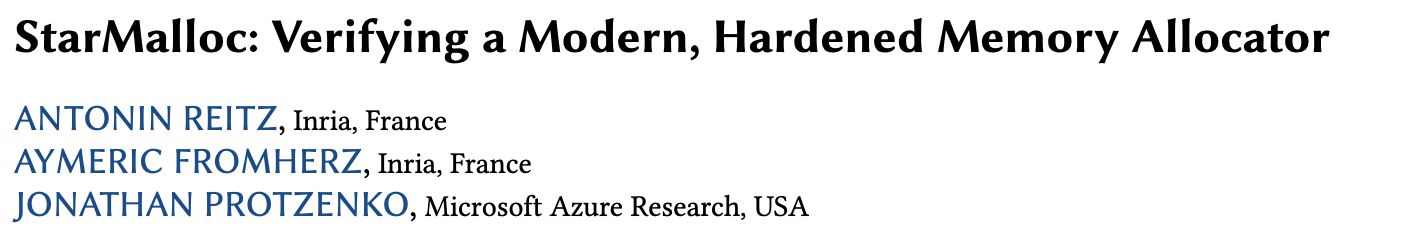 StarMalloc: Verifying a Modern, Hardened Memory Allocator
ANTONIN REITZ, Inria, France
AYMERIC FROMHERZ, Inria, France
JONATHAN PROTZENKO, Microsoft Azure Research, USA